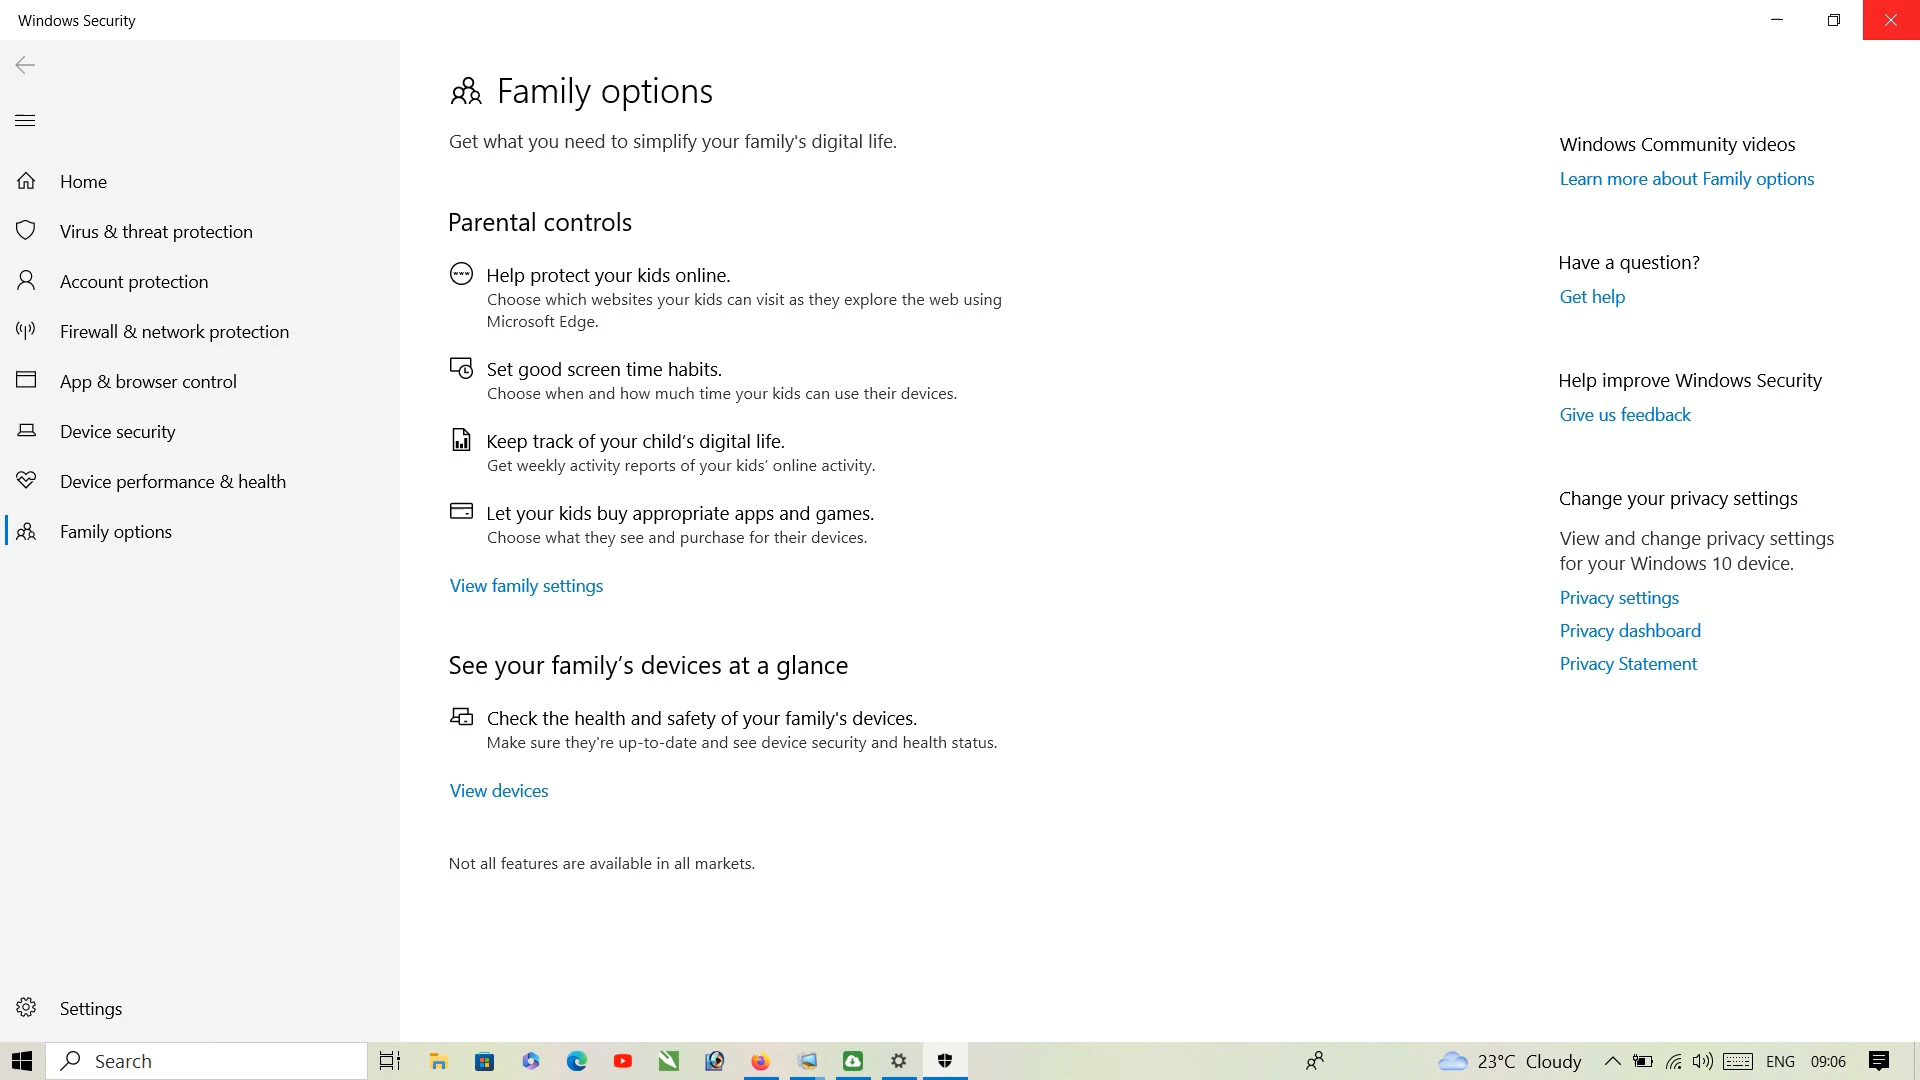 Windows Security
Home
Virus & threat protection
Account protection
Firewall & network protection
App & browser control
Device security
Device performance & health
Family options
Settings
Family options
Get what you need to simplify your family's digital life.
Parental controls
Help protect your kids online.
Choose which websites your kids can visit as they explore the web using
Microsoft Edge.
Set good screen time habits.
Choose when and how much time your kids can use their devices.
Keep track of your child’s digital life.
Get weekly activity reports of your kids’ online activity.
Let your kids buy appropriate apps and games.
Choose what they see and purchase for their devices.
View family settings
See your family’s devices at a glance
Check the health and safety of your family's devices.
Make sure they're up-to-date and see device security and health status.
View devices
Not all features are available in all markets.
Windows Community videos
Learn more about Family options
Have a question?
Get help
Help improve Windows Security
Give us feedback
Change your privacy settings
View and change privacy settings
for your Windows 10 device.
Privacy settings
Privacy dashboard
Privacy Statement
Search
23°C Cloudy
ENG
09:06